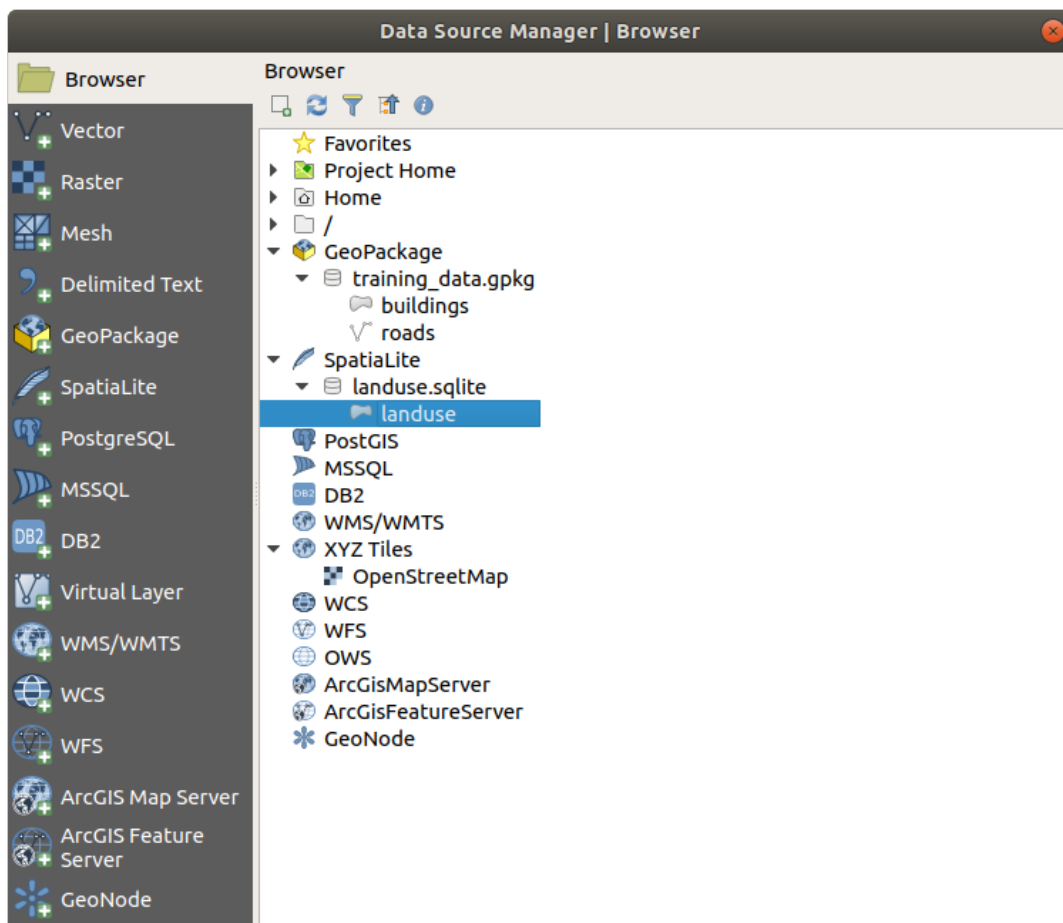 Data Source Manager | Browser
Browser
Vector
Raster
Mesh
Delimited Text
GeoPackage
SpatiaLite
PostgreSQL
MSSQL
DB2
DB2
Virtual Layer
WMS/WMTS
WCS
WFS
ArcGIS Map Server
ArcGIS Feature
Server
GeoNode
Browser
Favorites
Project Home
Home
/
GeoPackage
training_data.gpkg
buildings
roads
SpatiaLite
landuse.sqlite
landuse
PostGIS
MSSQL
DB2
DB2
WMS/WMTS
XYZ Tiles
OpenStreetMap
WCS
WFS
OWS
ArcGisMapServer
ArcGisFeatureServer
GeoNode